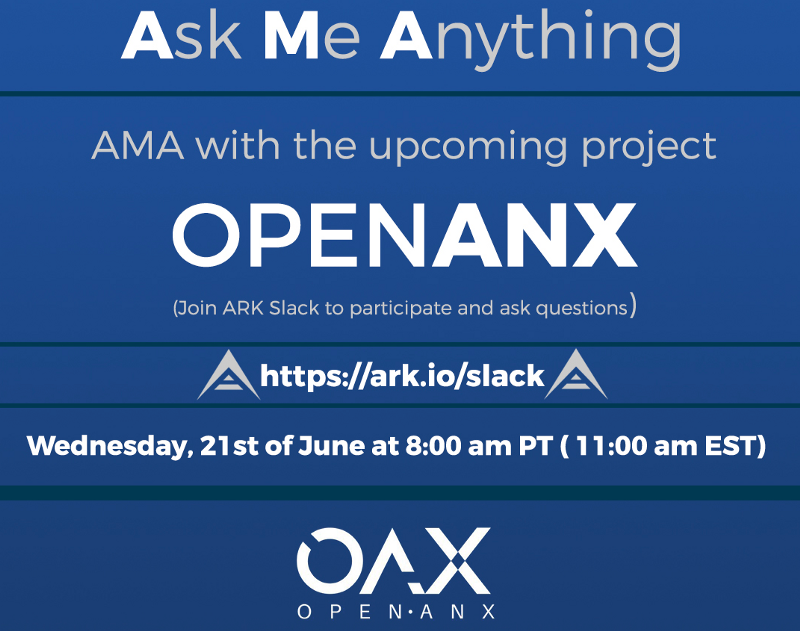 Ask Me Anything
AMA with the upcoming project
OPENANX
(Join ARK Slack to participate and ask questions)
https://ark.io/slack
Wednesday, 21st of June at 8:00 am PT ( 11:00 am EST)
OAX
OPEN·ANX